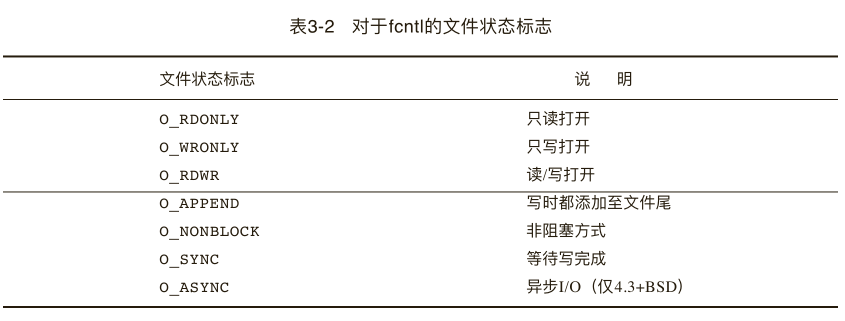 表3-2 对于fcntl的文件状态标志
文件状态标志 说 明
O_RDONLY 只读打开
O_WRONLY 只写打开
O_RDWR 读/写打开
O_APPEND 写时都添加至文件尾
O_NONBLOCK 非阻塞方式
O_SYNC 等待写完成
O_ASYNC 异步I/O（仅4.3+BSD）